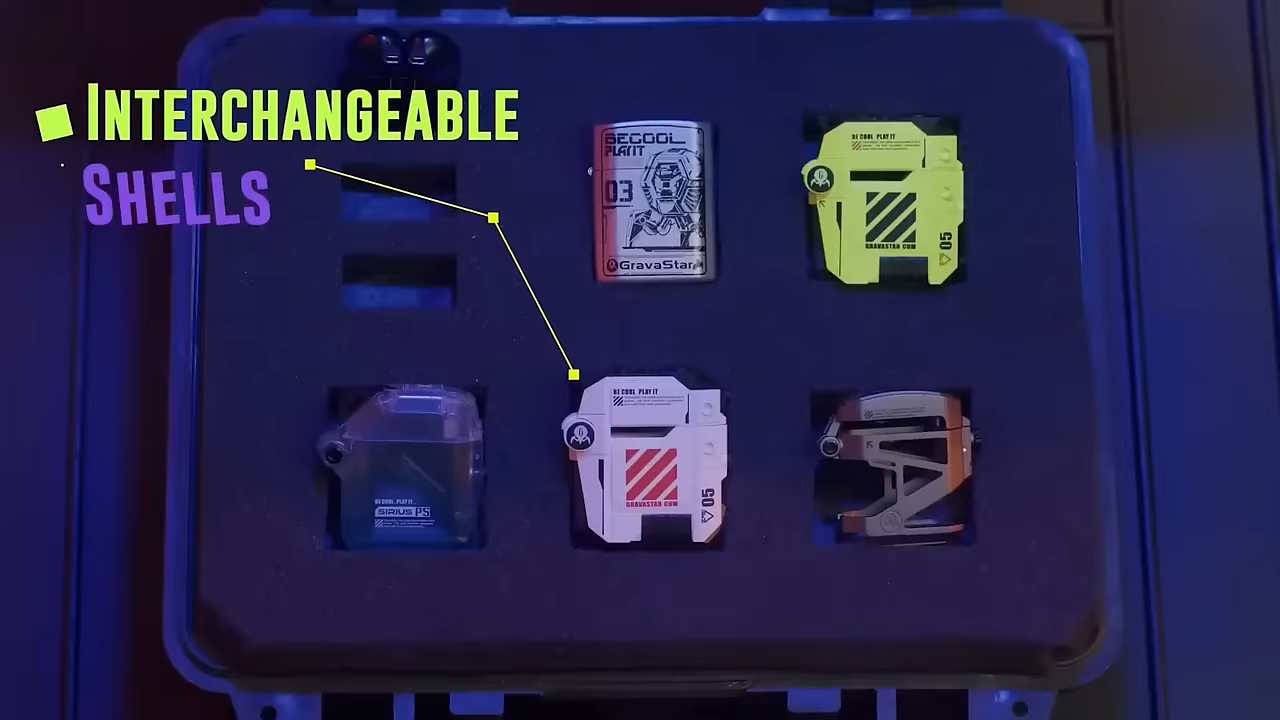 INTERCHANGEABLE
SHELLS
BECOOL
PLAYIT
03
GravaStar
BE COOL PLAY IT
GRAVASTAR COM
05
BE COOL. PLAY IT...
SIRIUS P5
BE COOL PLAY IT
GRAVASTAR COM
05